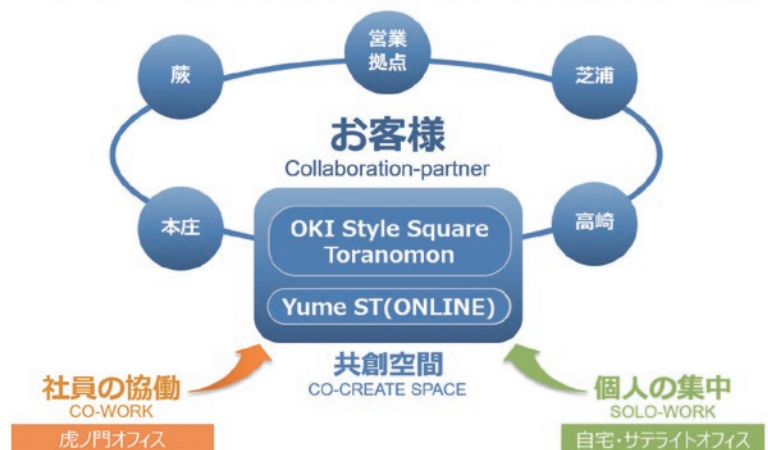 営業
拠点
蕨
芝浦
お客様
Collaboration-partner
本庄
高崎
OKI Style Square
Toranomon
Yume ST(ONLINE)
共創空間
CO-CREATE SPACE
社員の協働
CO-WORK
虎ノ門オフィス
個人の集中
SOLO-WORK
自宅・サテライトオフィス